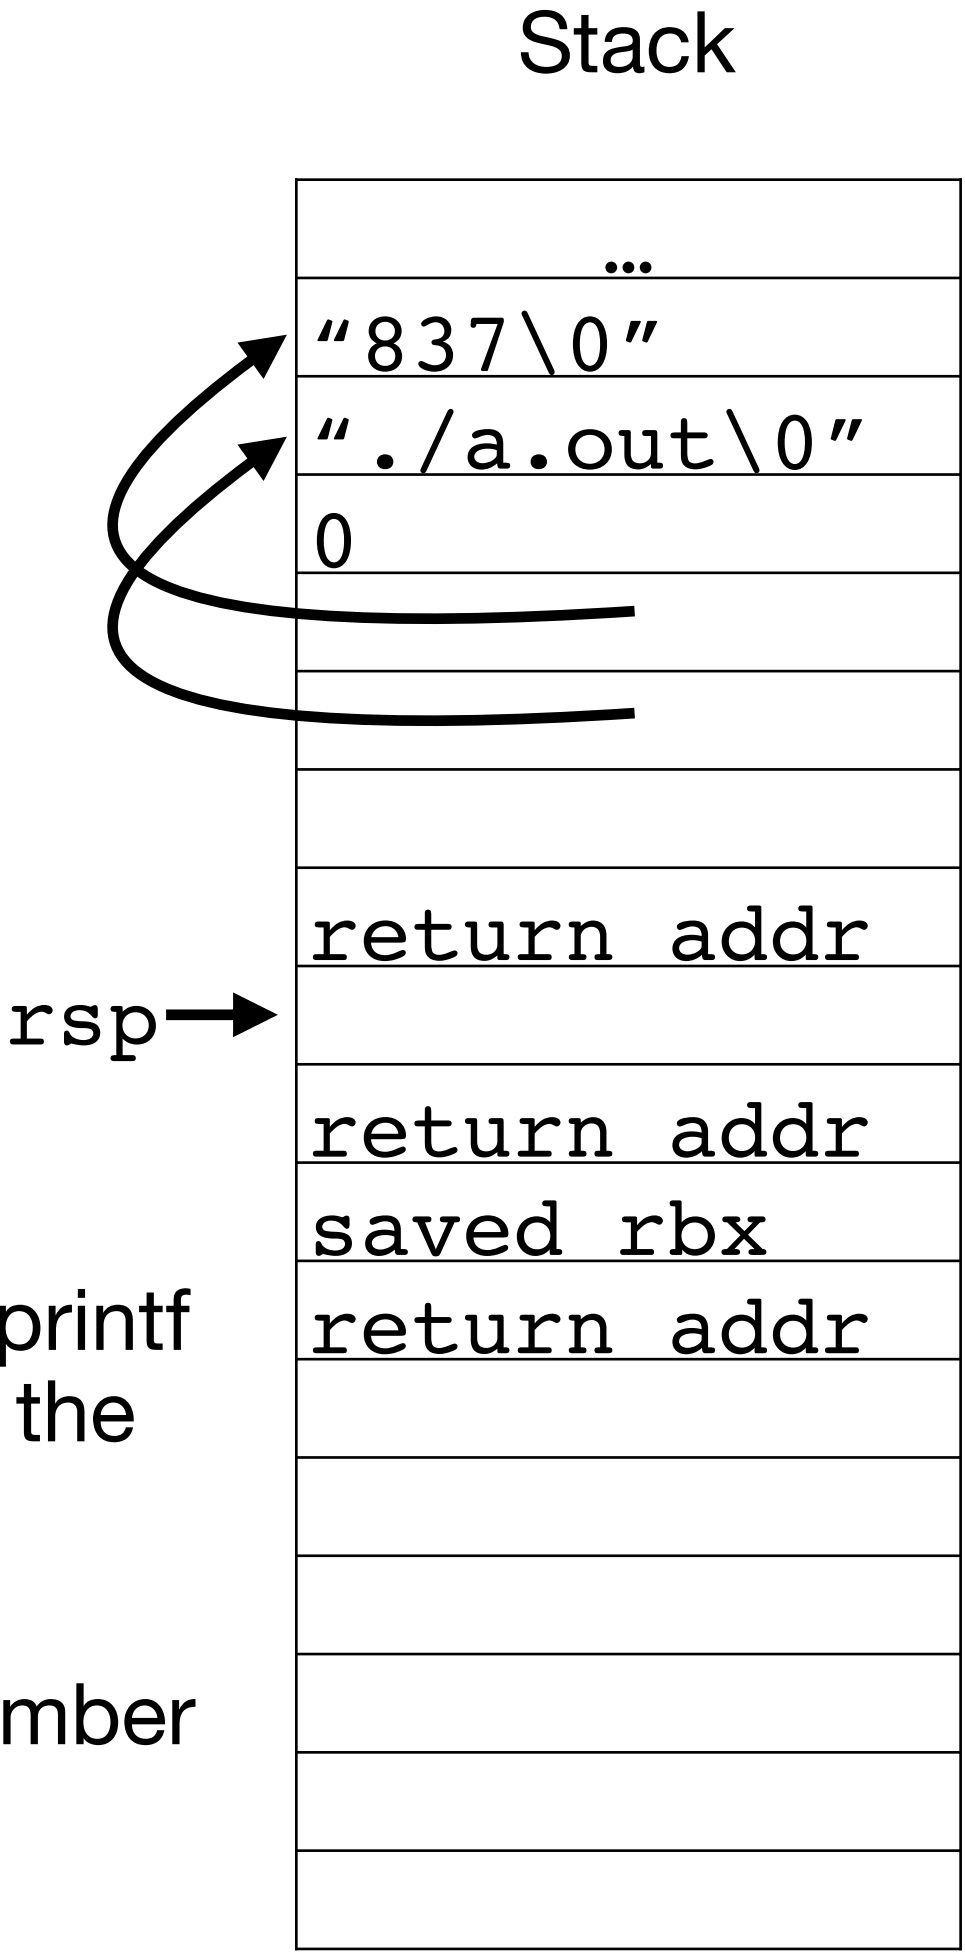 Stack
…
“837\0”
“./a.out\0”
0
return addr
rsp
return addr
saved rbx
printf
return addr
the
mber